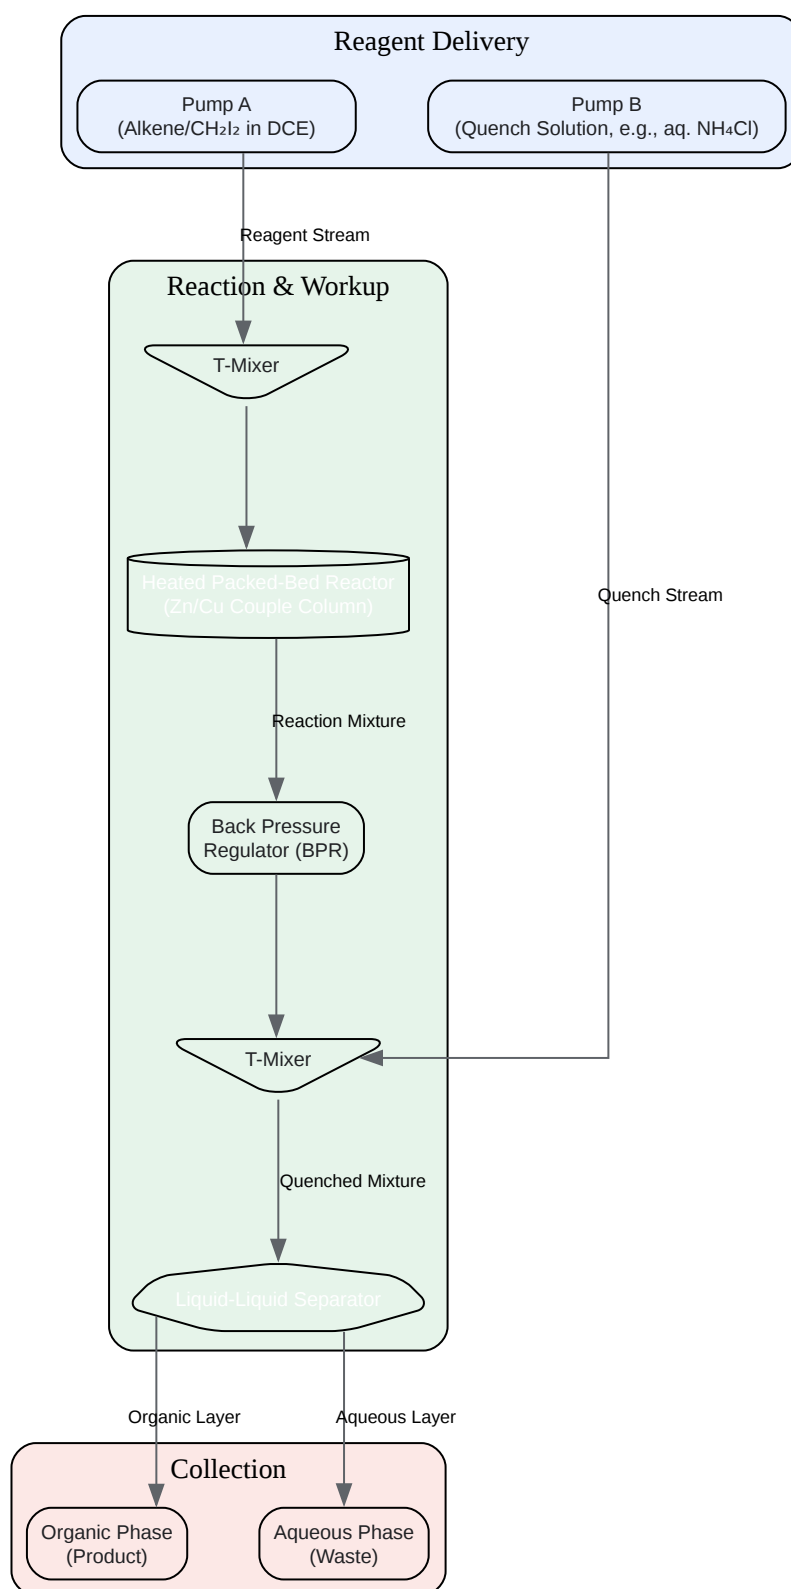 Reagent Delivery
Pump A
(Alkene/CH₂I₂ in DCE)
Pump B
(Quench Solution, e.g., aq. NH₄Cl)
Reagent Stream
Reaction & Workup
T-Mixer
Heated Packed-Bed Reactor
(Zn/Cu Couple Column)
Quench Stream
Reaction Mixture
Back Pressure
Regulator (BPR)
T-Mixer
Quenched Mixture
Liquid-Liquid Separator
Organic Layer
Aqueous Layer
Collection
Organic Phase
(Product)
Aqueous Phase
(Waste)